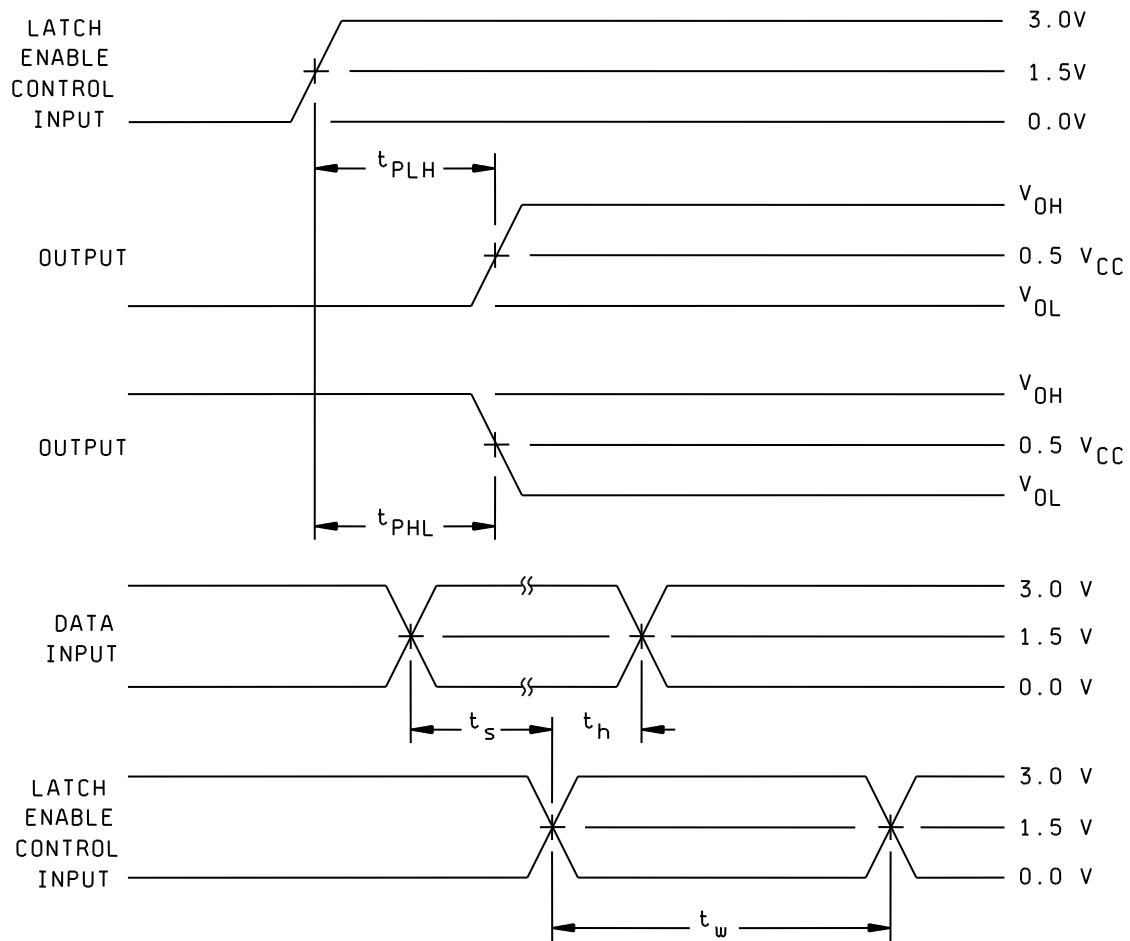 LATCH
ENABLE
CONTROL
INPUT
3.0V
1.5V
0.0V
tPLH
OUTPUT
VOH
0.5 VCC
VOL
OUTPUT
VOH
0.5 VCC
VOL
tPHL
DATA
INPUT
3.0 V
1.5 V
0.0 V
ts
th
LATCH
ENABLE
CONTROL
INPUT
3.0 V
1.5 V
0.0 V
tw